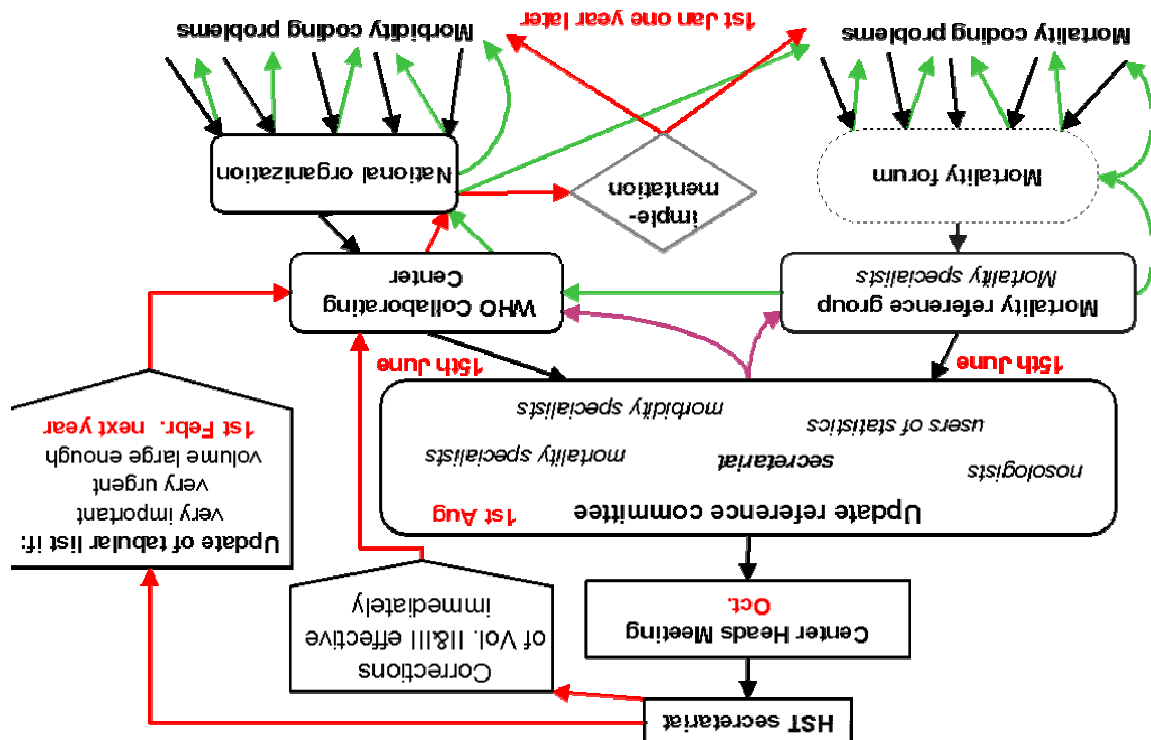 HST secretariat
Center Heads Meeting
Oct.
Corrections
of Vol. II&III effective
immediately
Update of tabular list if:
very important
very urgent
volume large enough
1st Febr. next year
Update reference committee 1st Aug
nosologists
secretariat
mortality specialists
users of statistics
morbidity specialists
15th June
15th June
Mortality reference group
Mortality specialists
WHO Collaborating
Center
Mortality forum
imple-
mentation
National organization
Mortality coding problems
1st Jan one year later
Morbidity coding problems